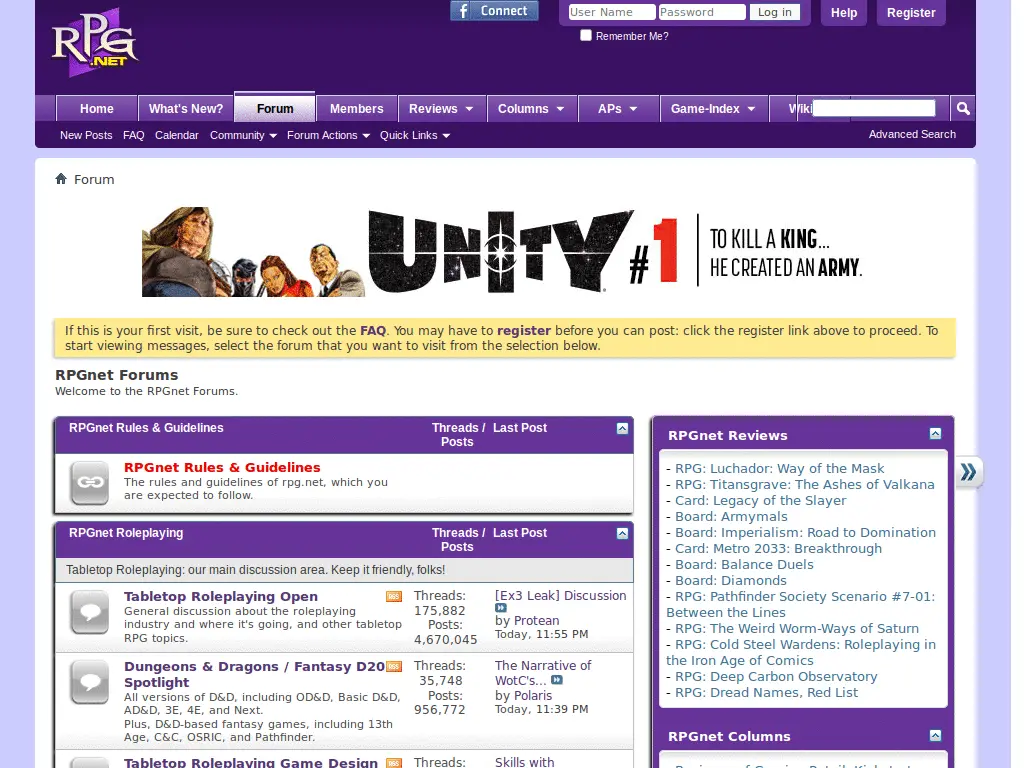 RPG
.NET
f Connect
User Name
Password
Log in
Help
Register
Remember Me?
Home
What's New?
Forum
Members
Reviews
Columns
APs
Game-Index
Wiki
New Posts
FAQ
Calendar
Community
Forum Actions
Quick Links
Advanced Search
Forum
UNITY #1
TO KILL A KING...
HE CREATED AN ARMY.
If this is your first visit, be sure to check out the FAQ. You may have to register before you can post: click the register link above to proceed. To
start viewing messages, select the forum that you want to visit from the selection below.
RPGnet Forums
Welcome to the RPGnet Forums.
RPGnet Rules & Guidelines
Threads /
Posts
Last Post
RPGnet Rules & Guidelines
The rules and guidelines of rpg.net, which you
are expected to follow.
RPGnet Roleplaying
Threads /
Posts
Last Post
Tabletop Roleplaying: our main discussion area. Keep it friendly, folks!
Tabletop Roleplaying Open
General discussion about the roleplaying
industry and where it's going, and other tabletop
RPG topics.
Threads:
175,882
Posts:
4,670,045
[Ex3 Leak] Discussion
by Protean
Today, 11:55 PM
Dungeons & Dragons / Fantasy D20
Spotlight
All versions of D&D, including OD&D, Basic D&D,
AD&D, 3E, 4E, and Next.
Plus, D&D-based fantasy games, including 13th
Age, C&C, OSRIC, and Pathfinder.
Threads:
35,748
Posts:
956,772
The Narrative of
WotC's...
by Polaris
Today, 11:39 PM
Tabletop Roleplaying Game Design
Threads:
Skills with
RPGnet Reviews
- RPG: Luchador: Way of the Mask
- RPG: Titansgrave: The Ashes of Valkana
- Card: Legacy of the Slayer
- Board: Armymals
- Board: Imperialism: Road to Domination
- Card: Metro 2033: Breakthrough
- Board: Balance Duels
- Board: Diamonds
- RPG: Pathfinder Society Scenario #7-01:
Between the Lines
- RPG: The Weird Worm-Ways of Saturn
- RPG: Cold Steel Wardens: Roleplaying in
the Iron Age of Comics
- RPG: Deep Carbon Observatory
- RPG: Dread Names, Red List
RPGnet Columns